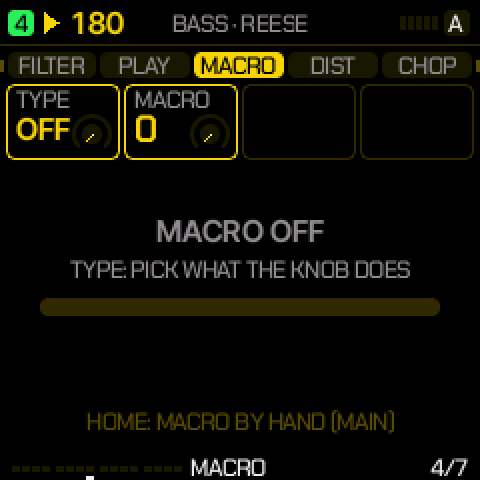 4 180 BASS·REESE A
FILTER PLAY MACRO DIST CHOP
TYPE MACRO
OFF 0
MACRO OFF
TYPE: PICK WHAT THE KNOB DOES
HOME: MACRO BY HAND (MAIN)
MACRO 4/7